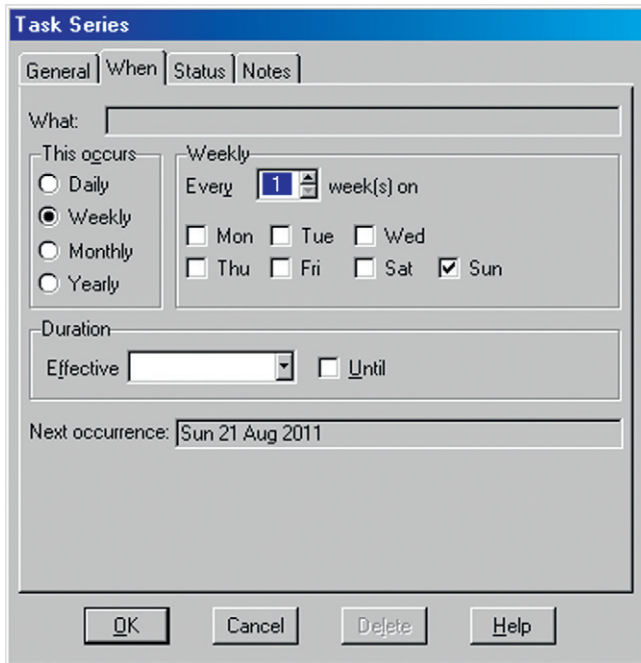 Task Series
General When Status Notes
What:
This occurs
Daily
Weekly
Monthly
Yearly
Weekly
Every 1 week(s) on
Mon Tue Wed
Thu Fri Sat Sun
Duration
Effective Until
Next occurrence: Sun 21 Aug 2011
OK Cancel Delete Help